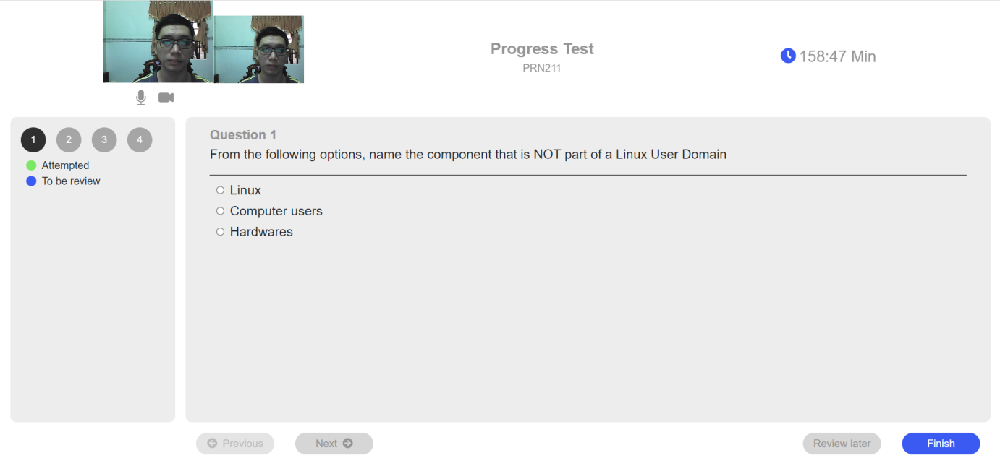 Progress Test
PRN211
158:47 Min
1 2 3 4
Attempted
To be review
Question 1
From the following options, name the component that is NOT part of a Linux User Domain
Linux
Computer users
Hardwares
Previous
Next
Review later
Finish